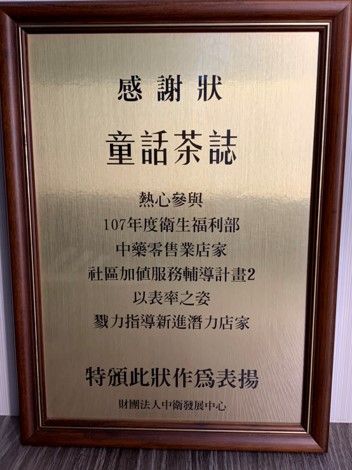 感謝狀
童話茶誌
熱心參與
107年度衛生福利部
中藥零售業店家
社區加值服務輔導計畫2
以表率之姿
戮力指導新進潛力店家
特頒此狀作為表揚
財團法人中衛發展中心